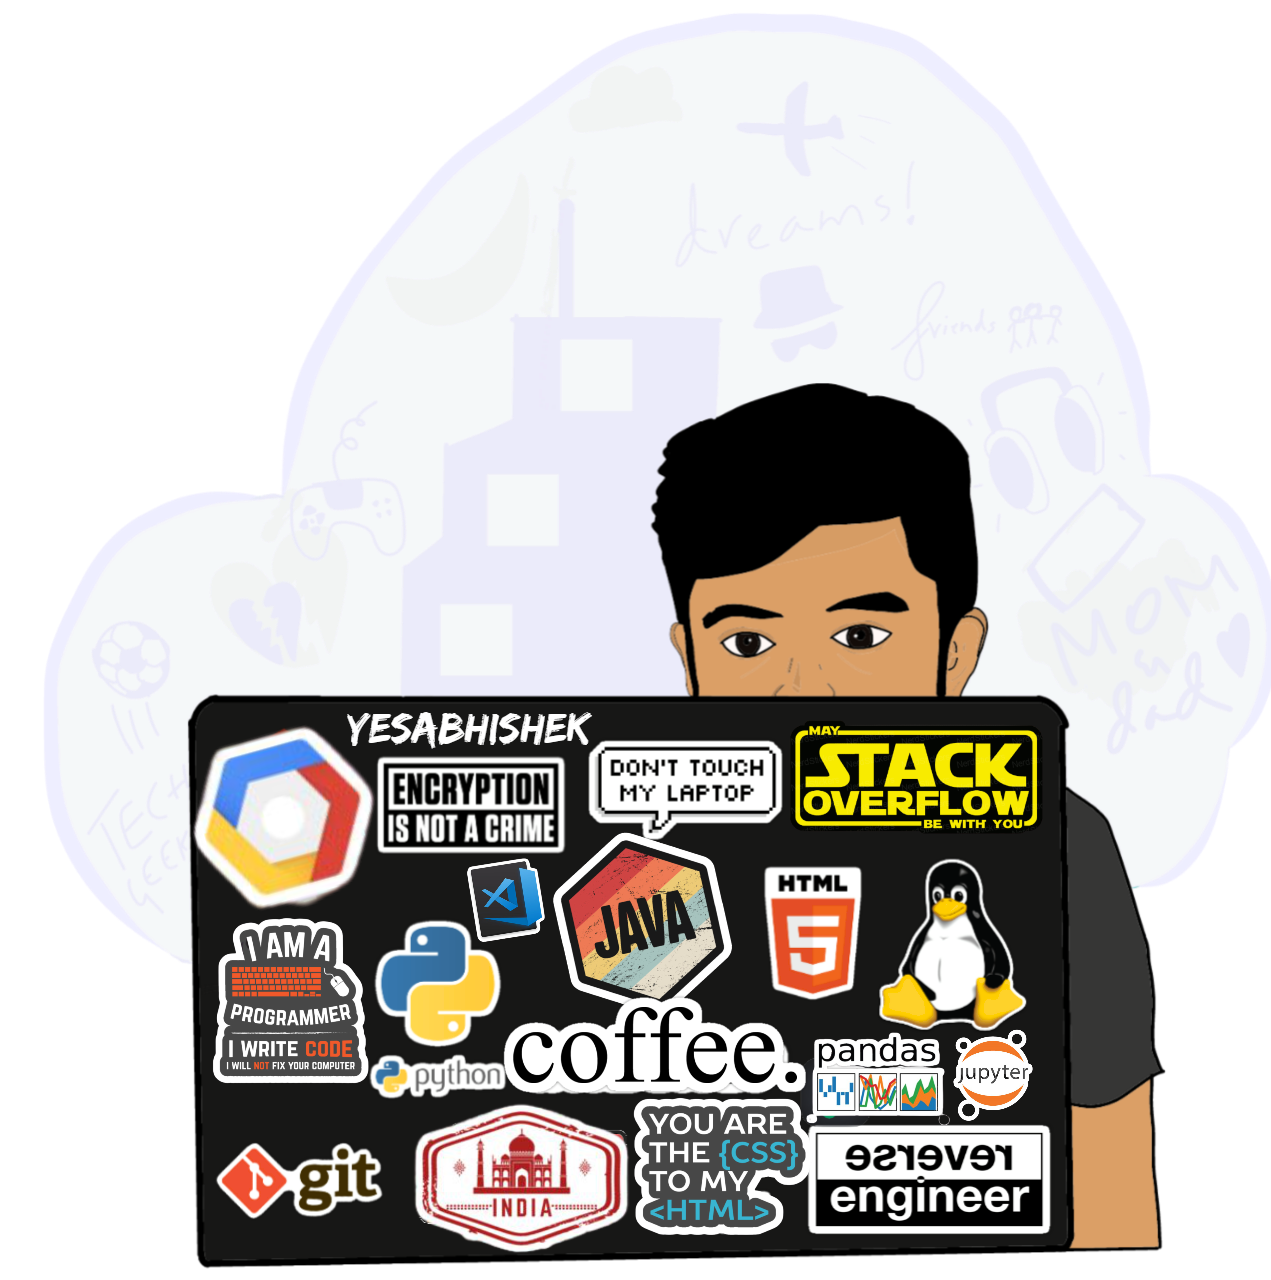 dreams!
friends
MOM
&
dad
TECH
GEEK
YESABHISHEK
ENCRYPTION
IS NOT A CRIME
DON'T TOUCH
MY LAPTOP
MAY
STACK
OVERFLOW
BE WITH YOU
JAVA
HTML
5
I AM A
PROGRAMMER
I WRITE CODE
I WILL NOT FIX YOUR COMPUTER
python
coffee.
pandas
jupyter
git
INDIA
YOU ARE
THE {CSS}
TO MY
<HTML>
reverse
engineer